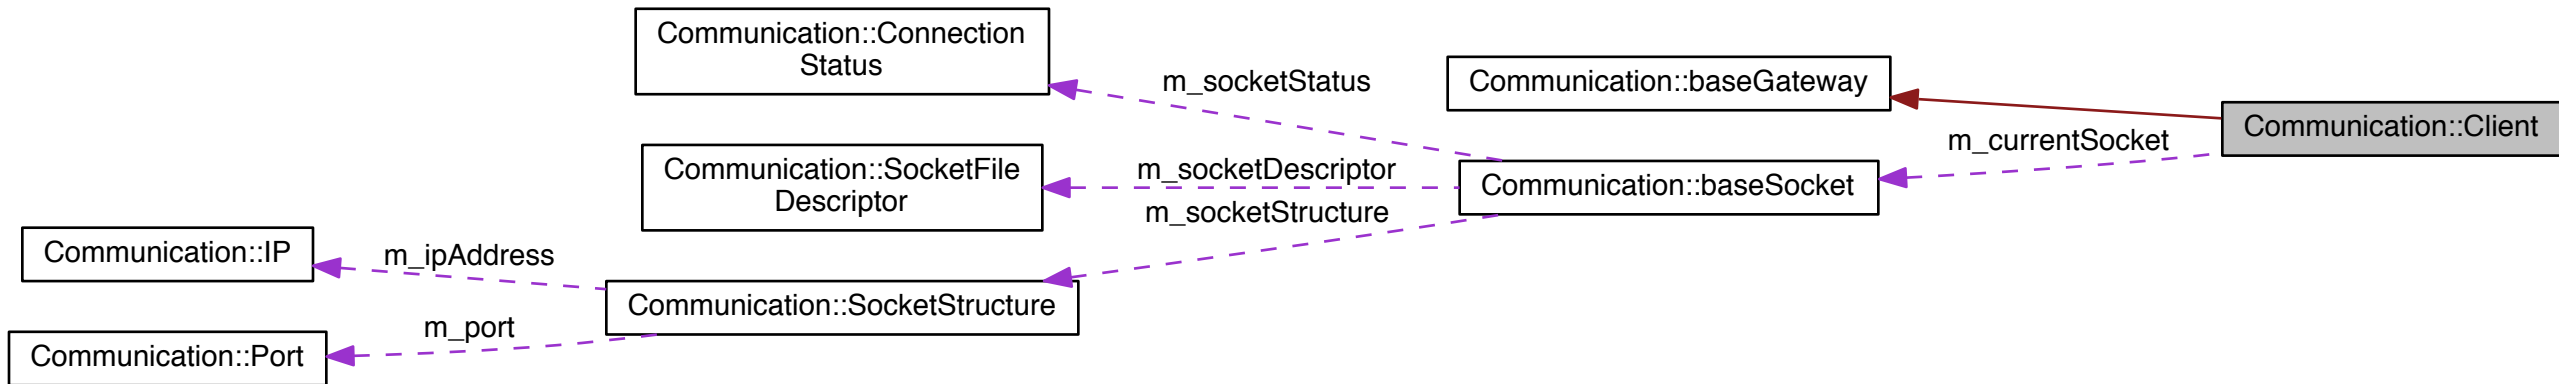 Communication::Connection
Status
m_socketStatus
Communication::baseGateway
Communication::Client
m_currentSocket
Communication::SocketFile
Descriptor
m_socketDescriptor
Communication::baseSocket
m_socketStructure
Communication::IP
m_ipAddress
Communication::SocketStructure
m_port
Communication::Port